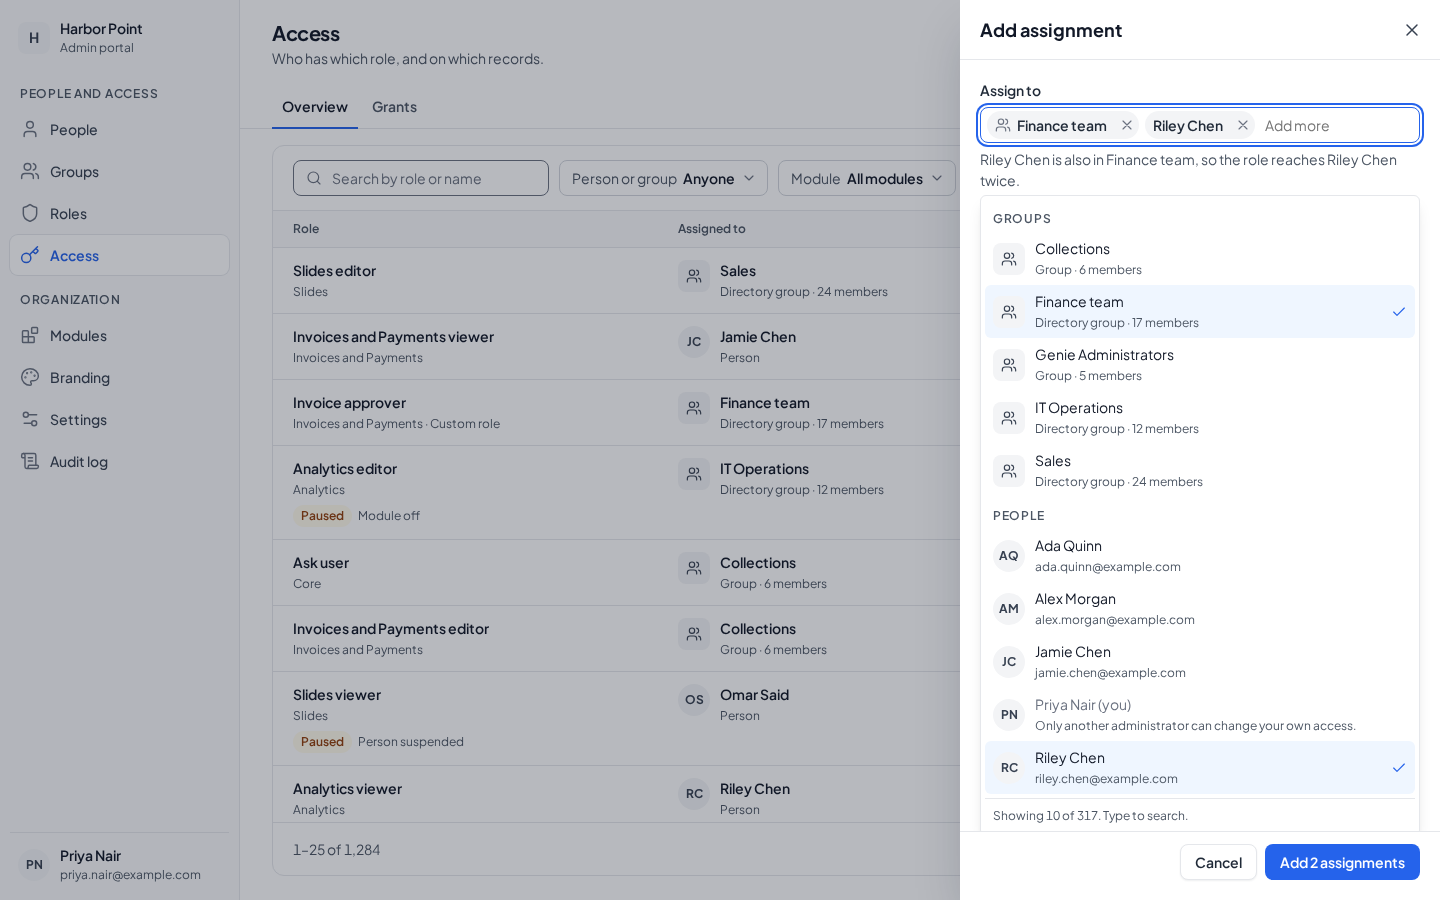 H
Harbor Point
Admin portal
PEOPLE AND ACCESS
People
Groups
Roles
Access
ORGANIZATION
Modules
Branding
Settings
Audit log
PN
Priya Nair
priya.nair@example.com
Access
Who has which role, and on which records.
Overview
Grants
Search by role or name
Person or group Anyone
Module All modules
Role
Assigned to
Slides editor
Slides
Sales
Directory group · 24 members
Invoices and Payments viewer
Invoices and Payments
JC
Jamie Chen
Person
Invoice approver
Invoices and Payments · Custom role
Finance team
Directory group · 17 members
Analytics editor
Analytics
Paused Module off
IT Operations
Directory group · 12 members
Ask user
Core
Collections
Group · 6 members
Invoices and Payments editor
Invoices and Payments
Collections
Group · 6 members
Slides viewer
Slides
Paused Person suspended
OS
Omar Said
Person
Analytics viewer
Analytics
RC
Riley Chen
Person
1–25 of 1,284
Add assignment
Assign to
Finance team
Riley Chen
Add more
Riley Chen is also in Finance team, so the role reaches Riley Chen
twice.
GROUPS
Collections
Group · 6 members
Finance team
Directory group · 17 members
Genie Administrators
Group · 5 members
IT Operations
Directory group · 12 members
Sales
Directory group · 24 members
PEOPLE
AQ
Ada Quinn
ada.quinn@example.com
AM
Alex Morgan
alex.morgan@example.com
JC
Jamie Chen
jamie.chen@example.com
PN
Priya Nair (you)
Only another administrator can change your own access.
RC
Riley Chen
riley.chen@example.com
Showing 10 of 317. Type to search.
Cancel
Add 2 assignments